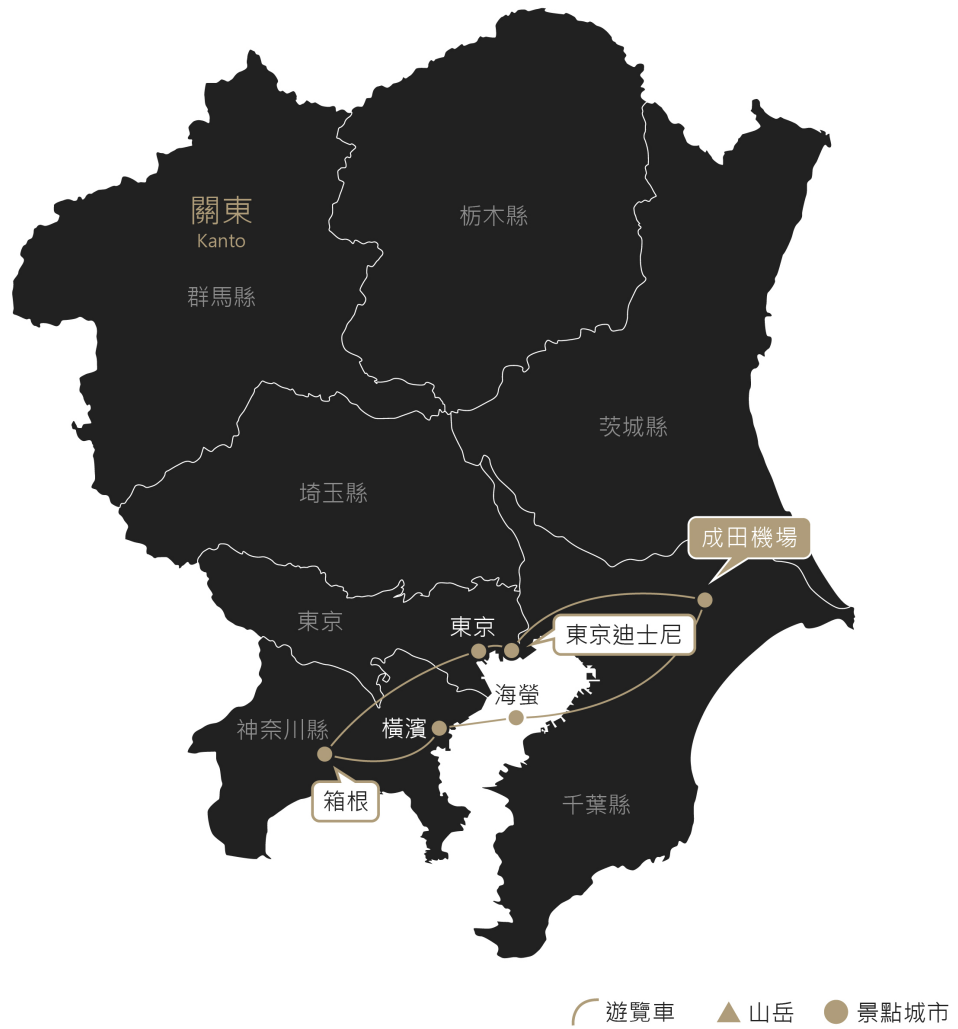 關東
Kanto
栃木縣
群馬縣
茨城縣
埼玉縣
成田機場
東京
東京
東京迪士尼
海螢
神奈川縣
橫濱
箱根
千葉縣
遊覽車
山岳
景點城市